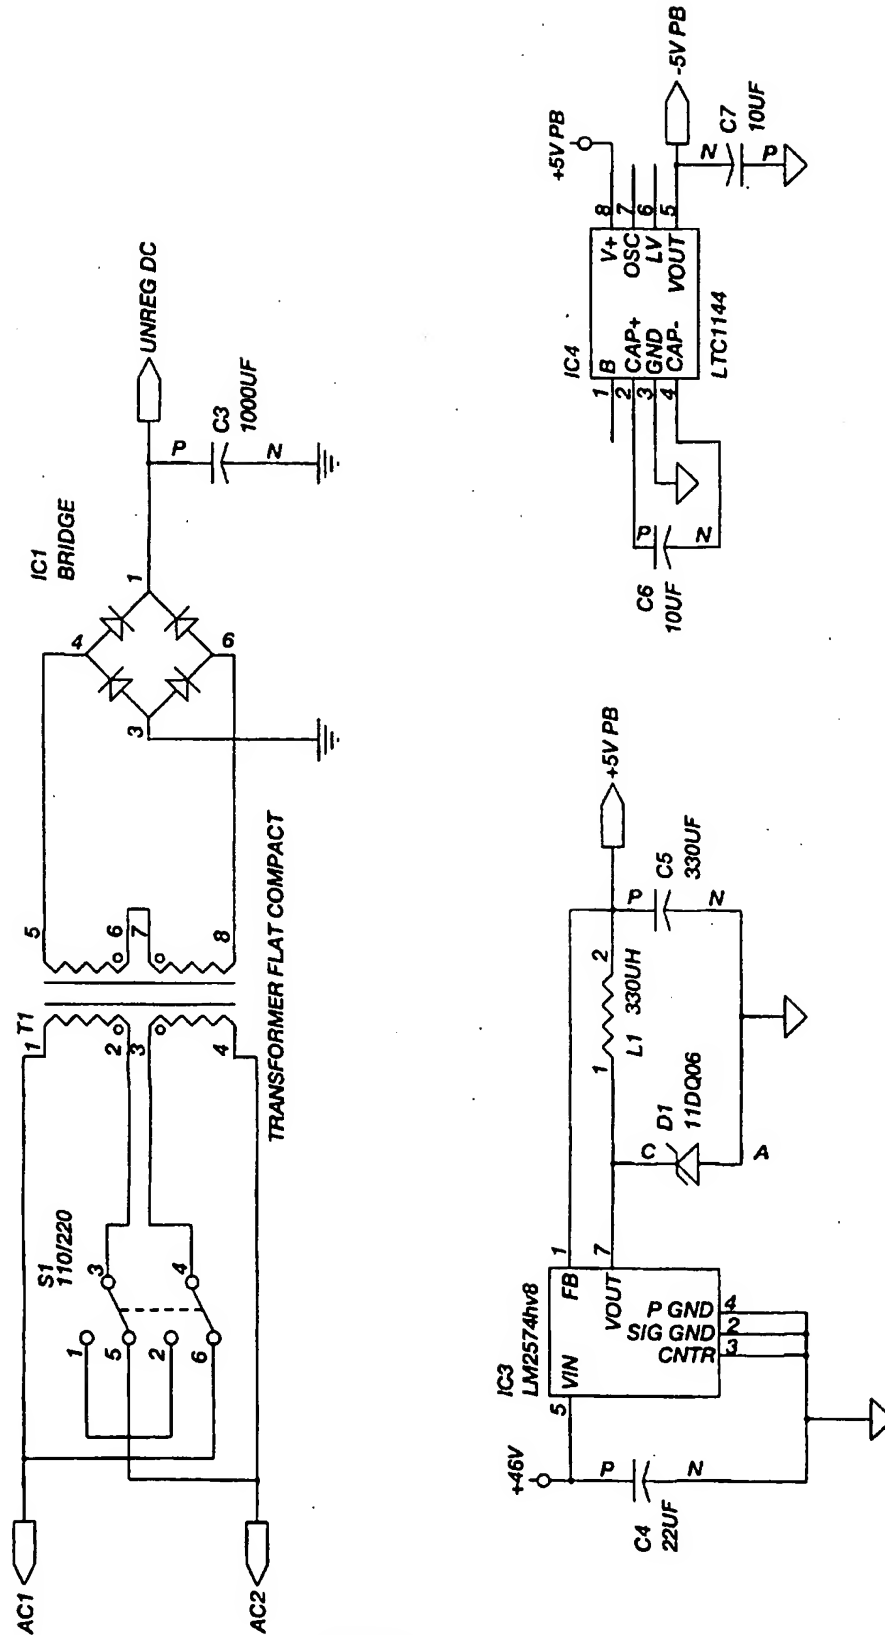 AC1
AC2
S1
110/220
1
5
2
6
3
4
T1
1
2
3
4
5
6
7
8
TRANSFORMER FLAT COMPACT
IC1
BRIDGE
4
3
1
6
P
N
C3
1000UF
UNREG DC
+46V
C4
22UF
P
N
IC3
LM2574hv8
5
VIN
FB
1
VOUT
7
P GND
4
SIG GND
2
CNTR
3
C
D1
11DQ06
A
1
2
L1
330UH
P
C5
330UF
N
+5V PB
C6
10UF
P
N
IC4
1
B
2
CAP+
3
GND
4
CAP-
V+
8
OSC
7
LV
6
VOUT
5
LTC1144
+5V PB
-5V PB
N
C7
10UF
P